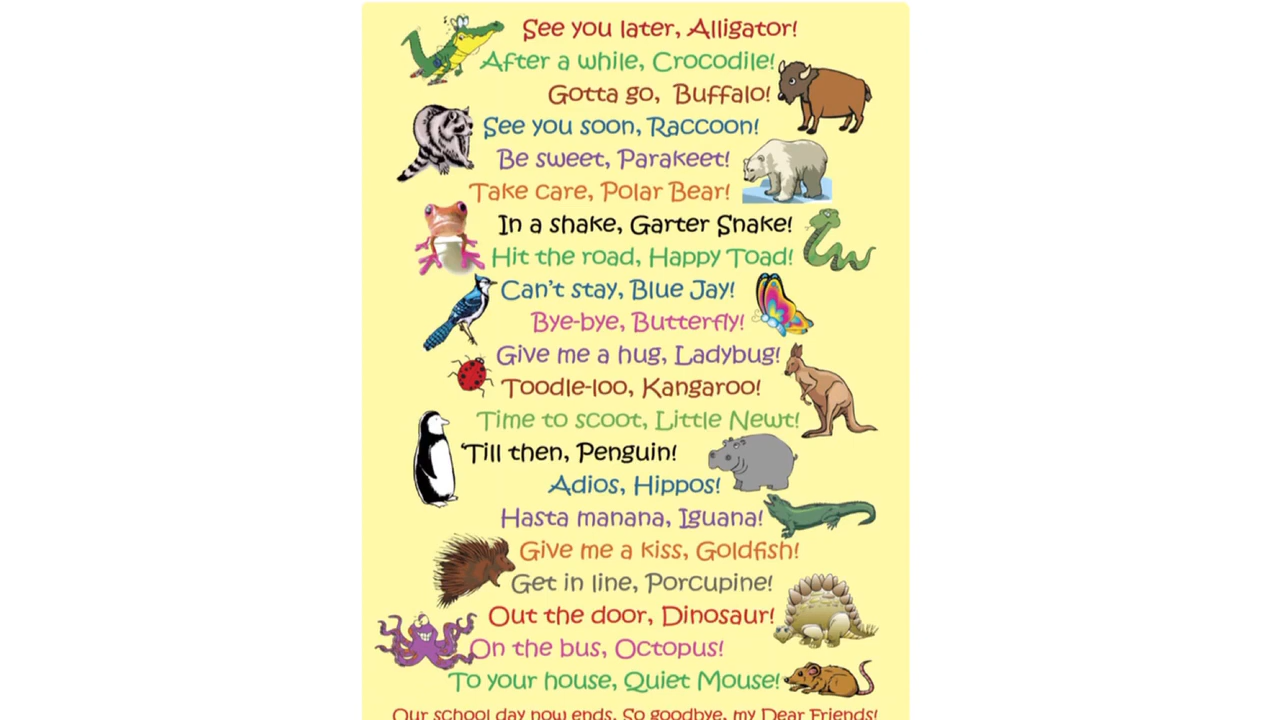 See you later, Alligator!
After a while, Crocodile!
Gotta go, Buffalo!
See you soon, Raccoon!
Be sweet, Parakeet!
Take care, Polar Bear!
In a shake, Garter Snake!
Hit the road, Happy Toad!
Can't stay, Blue Jay!
Bye-bye, Butterfly!
Give me a hug, Ladybug!
Toodle-loo, Kangaroo!
Time to scoot, Little Newt!
'Till then, Penguin!
Adios, Hippos!
Hasta manana, Iguana!
Give me a kiss, Goldfish!
Get in line, Porcupine!
Out the door, Dinosaur!
On the bus, Octopus!
To your house, Quiet Mouse!
Our school day now ends. So goodbye, my Dear Friends!